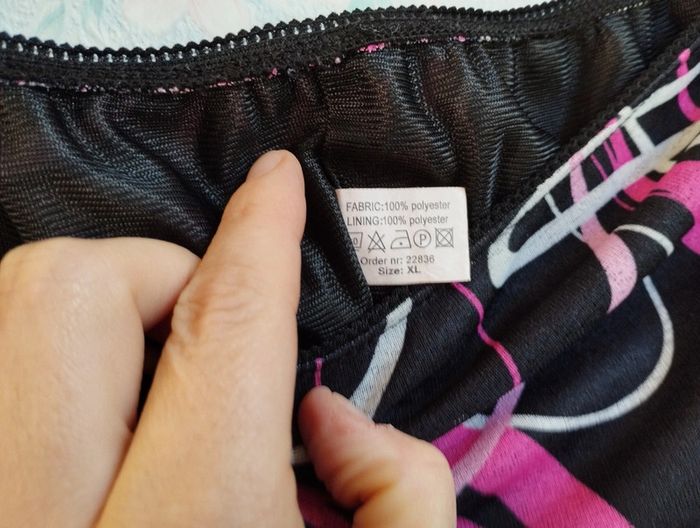 FABRIC:100% polyester
LINING:100% polyester
Order nr: 22836
Size: XL